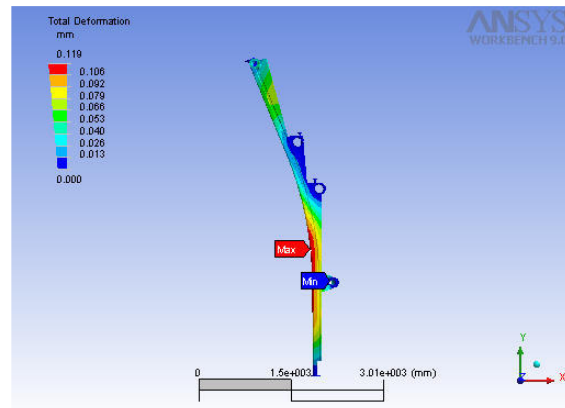 Total Deformation
mm
0.119
0.106
0.092
0.079
0.066
0.053
0.040
0.026
0.013
0.000
ANSYS
WORKBENCH 9.0
Max
Min
0
1.5e+003
3.01e+003 (mm)
Y
Z
X